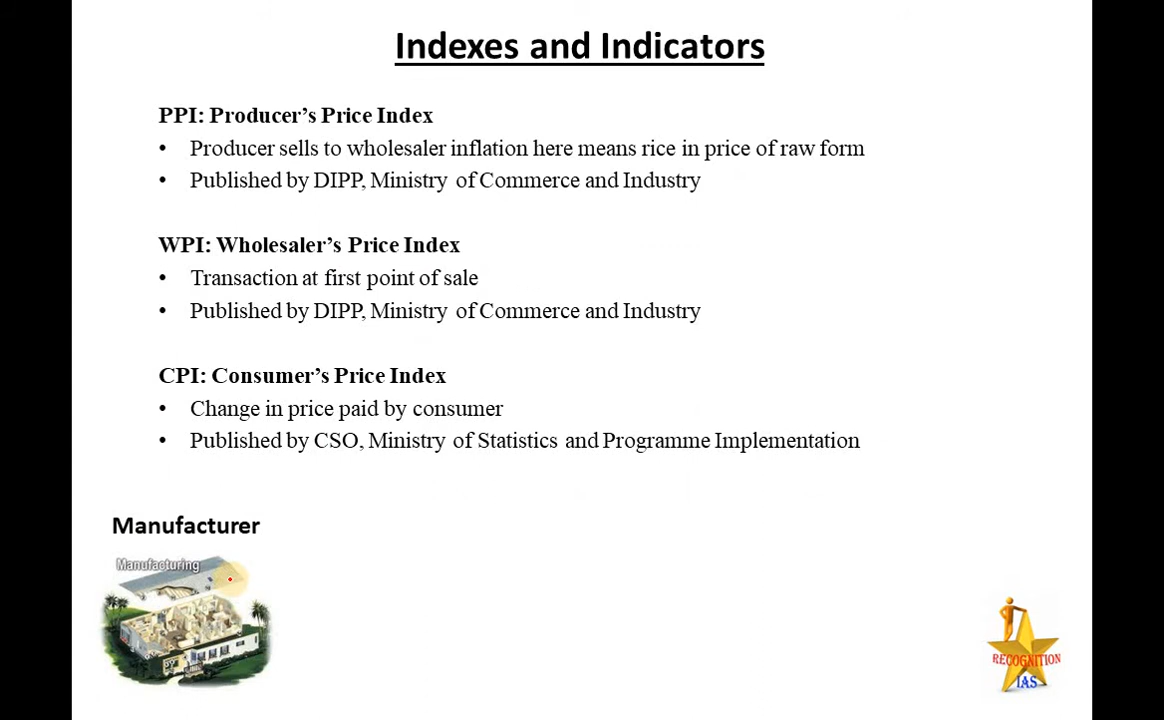 Indexes and Indicators
PPI: Producer’s Price Index
• Producer sells to wholesaler inflation here means rice in price of raw form
• Published by DIPP, Ministry of Commerce and Industry
WPI: Wholesaler’s Price Index
• Transaction at first point of sale
• Published by DIPP, Ministry of Commerce and Industry
CPI: Consumer’s Price Index
• Change in price paid by consumer
• Published by CSO, Ministry of Statistics and Programme Implementation
Manufacturer
Manufacturing
RECOGNITION
IAS